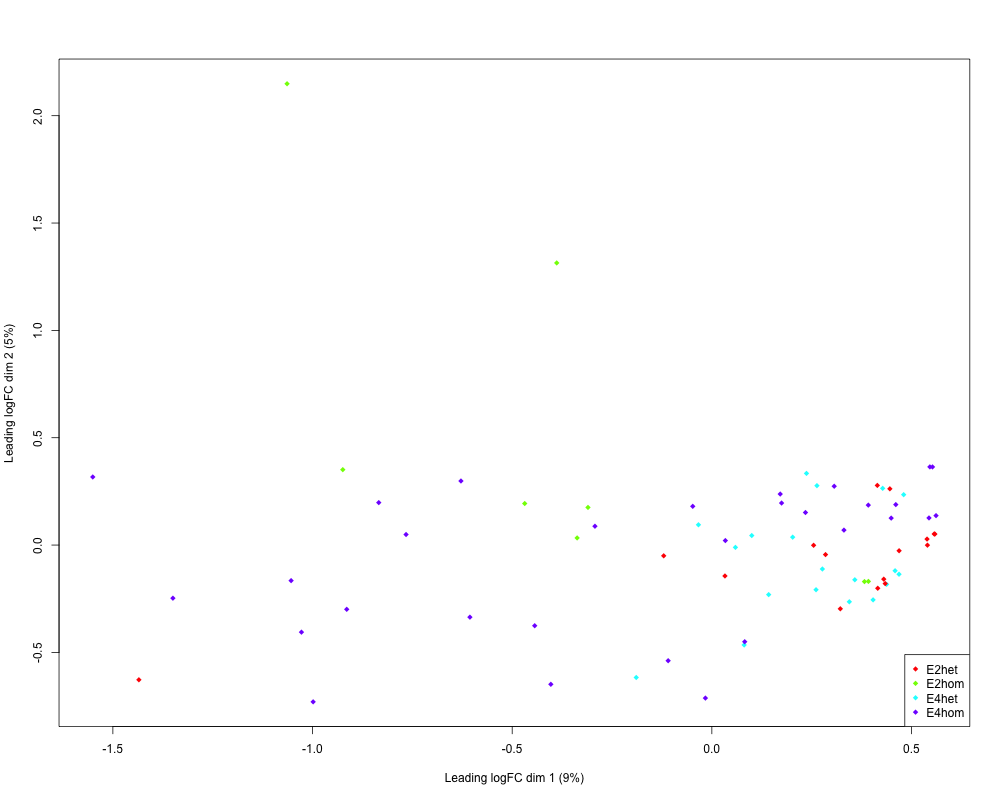 2.0
1.5
1.0
0.5
0.0
-0.5
Leading logFC dim 2 (5%)
E2het
E2hom
E4het
E4hom
-1.5 -1.0 -0.5 0.0 0.5
Leading logFC dim 1 (9%)